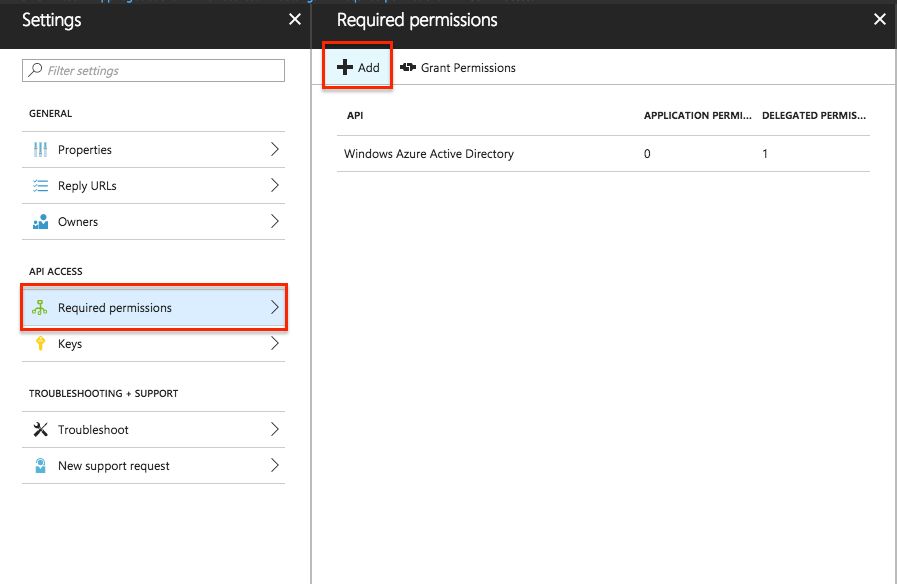 Settings
Filter settings
GENERAL
Properties
Reply URLs
Owners
API ACCESS
Required permissions
Keys
TROUBLESHOOTING + SUPPORT
Troubleshoot
New support request
Required permissions
Add
Grant Permissions
API
APPLICATION PERMI...
DELEGATED PERMIS...
Windows Azure Active Directory
0
1